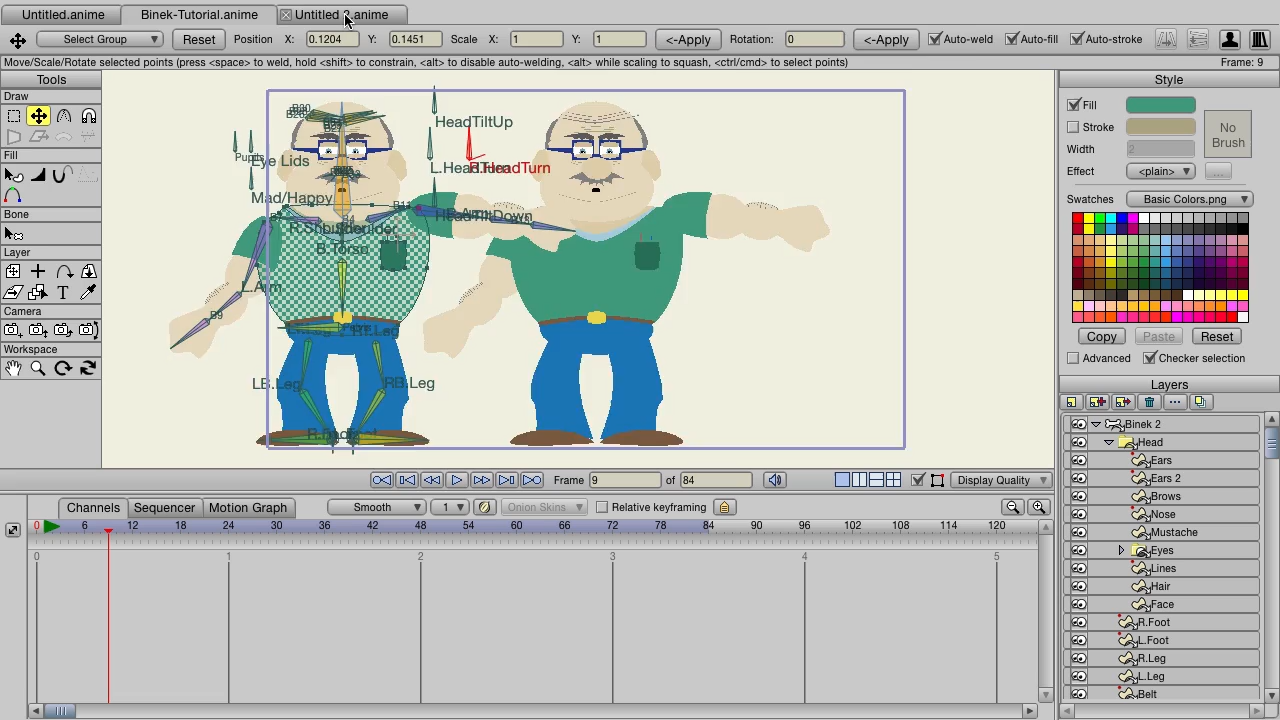 Untitled.anime Binek-Tutorial.anime Untitled 2.anime
Select Group Reset Position X: 0.1204 Y: 0.1451 Scale X: 1 Y: 1 <-Apply Rotation: 0 <-Apply Auto-weld Auto-fill Auto-stroke
Move/Scale/Rotate selected points (press <space> to weld, hold <shift> to constrain, <alt> to disable auto-welding, <alt> while scaling to squash, <ctrl/cmd> to select points) Frame: 9
Tools
Draw
Fill
Bone
Layer
Camera
Workspace
HeadTiltUp
Eye Lids
HeadTurn
Mad/Happy
B11
HeadTiltDown
B.Torso
L.Arm
B9
LB.Leg RB.Leg
Style
Fill
Stroke
Width 2
No Brush
Effect <plain> ...
Swatches Basic Colors.png
Copy Paste Reset
Advanced Checker selection
Layers
Binek 2
Head
Ears
Ears 2
Brows
Nose
Mustache
Eyes
Lines
Hair
Face
R.Foot
L.Foot
R.Leg
L.Leg
Belt
Frame 9 of 84 Display Quality
Channels Sequencer Motion Graph Smooth 1 Onion Skins Relative keyframing
0 6 12 18 24 30 36 42 48 54 60 66 72 78 84 90 96 102 108 114 120
0 1 2 3 4 5